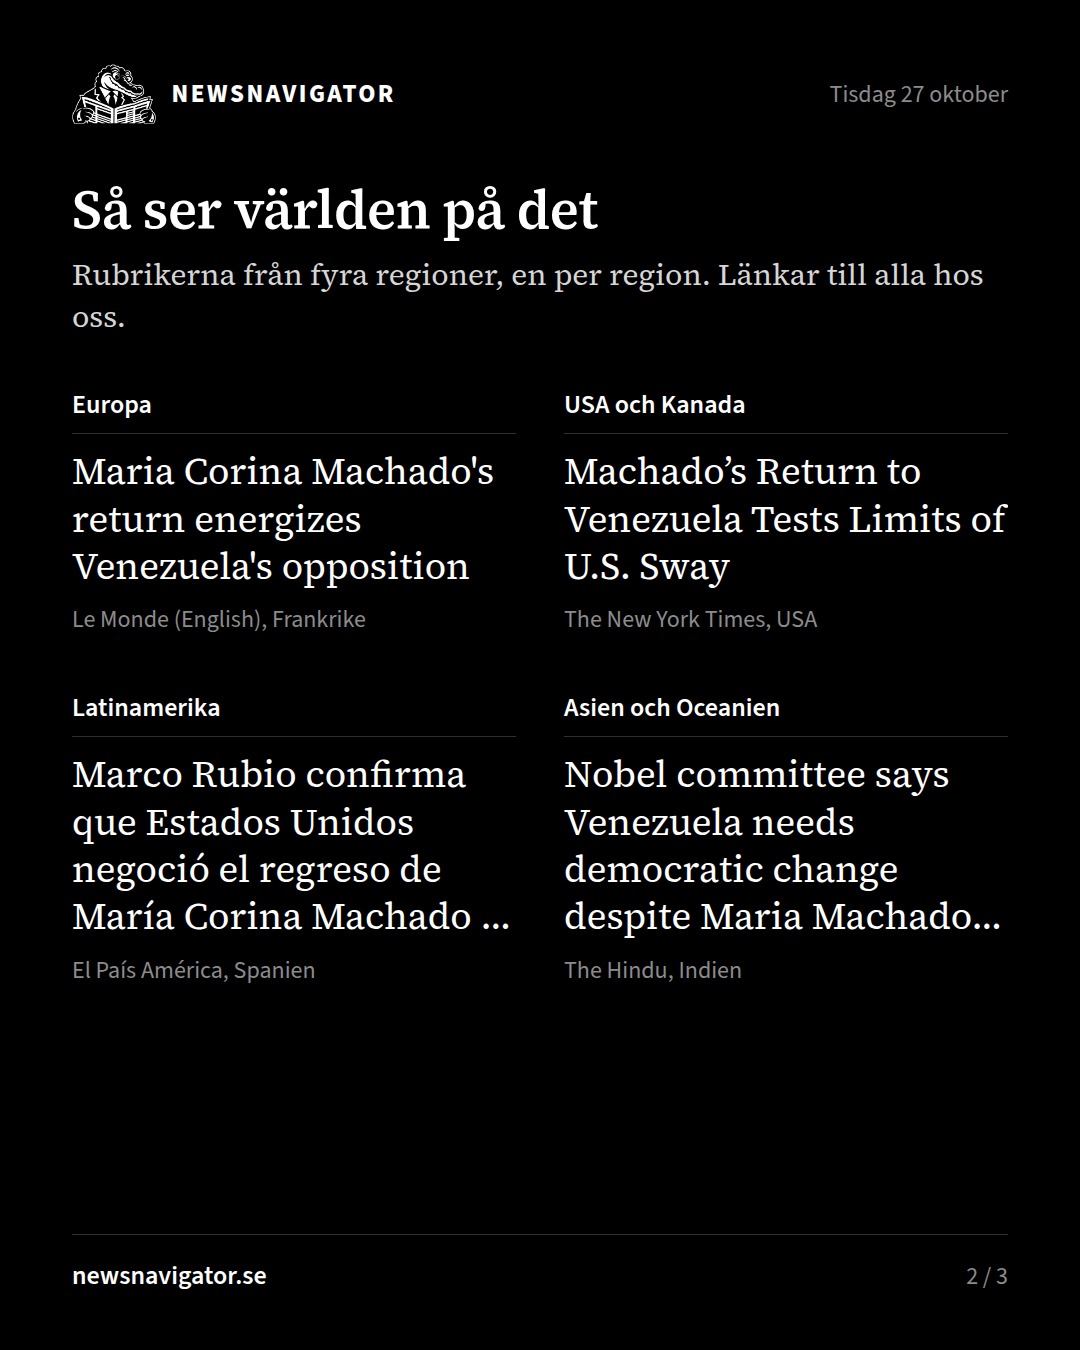 NEWSNAVIGATOR
Tisdag 27 oktober
Så ser världen på det
Rubrikerna från fyra regioner, en per region. Länkar till alla hos
oss.
Europa
Maria Corina Machado's
return energizes
Venezuela's opposition
Le Monde (English), Frankrike
USA och Kanada
Machado’s Return to
Venezuela Tests Limits of
U.S. Sway
The New York Times, USA
Latinamerika
Marco Rubio confirma
que Estados Unidos
negoció el regreso de
María Corina Machado ...
El País América, Spanien
Asien och Oceanien
Nobel committee says
Venezuela needs
democratic change
despite Maria Machado...
The Hindu, Indien
newsnavigator.se
2 / 3